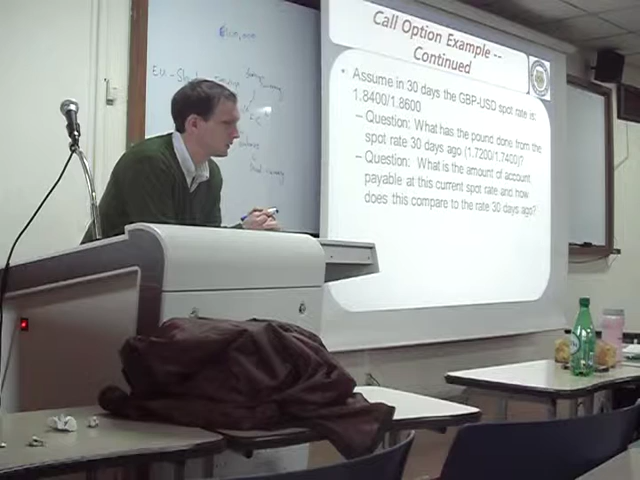 Call Option Example --
Continued
• Assume in 30 days the GBP-USD spot rate is:
1.8400/1.8600
– Question: What has the pound done from the
spot rate 30 days ago (1.7200/1.7400)?
– Question: What is the amount of account
payable at this current spot rate and how
does this compare to the rate 30 days ago?